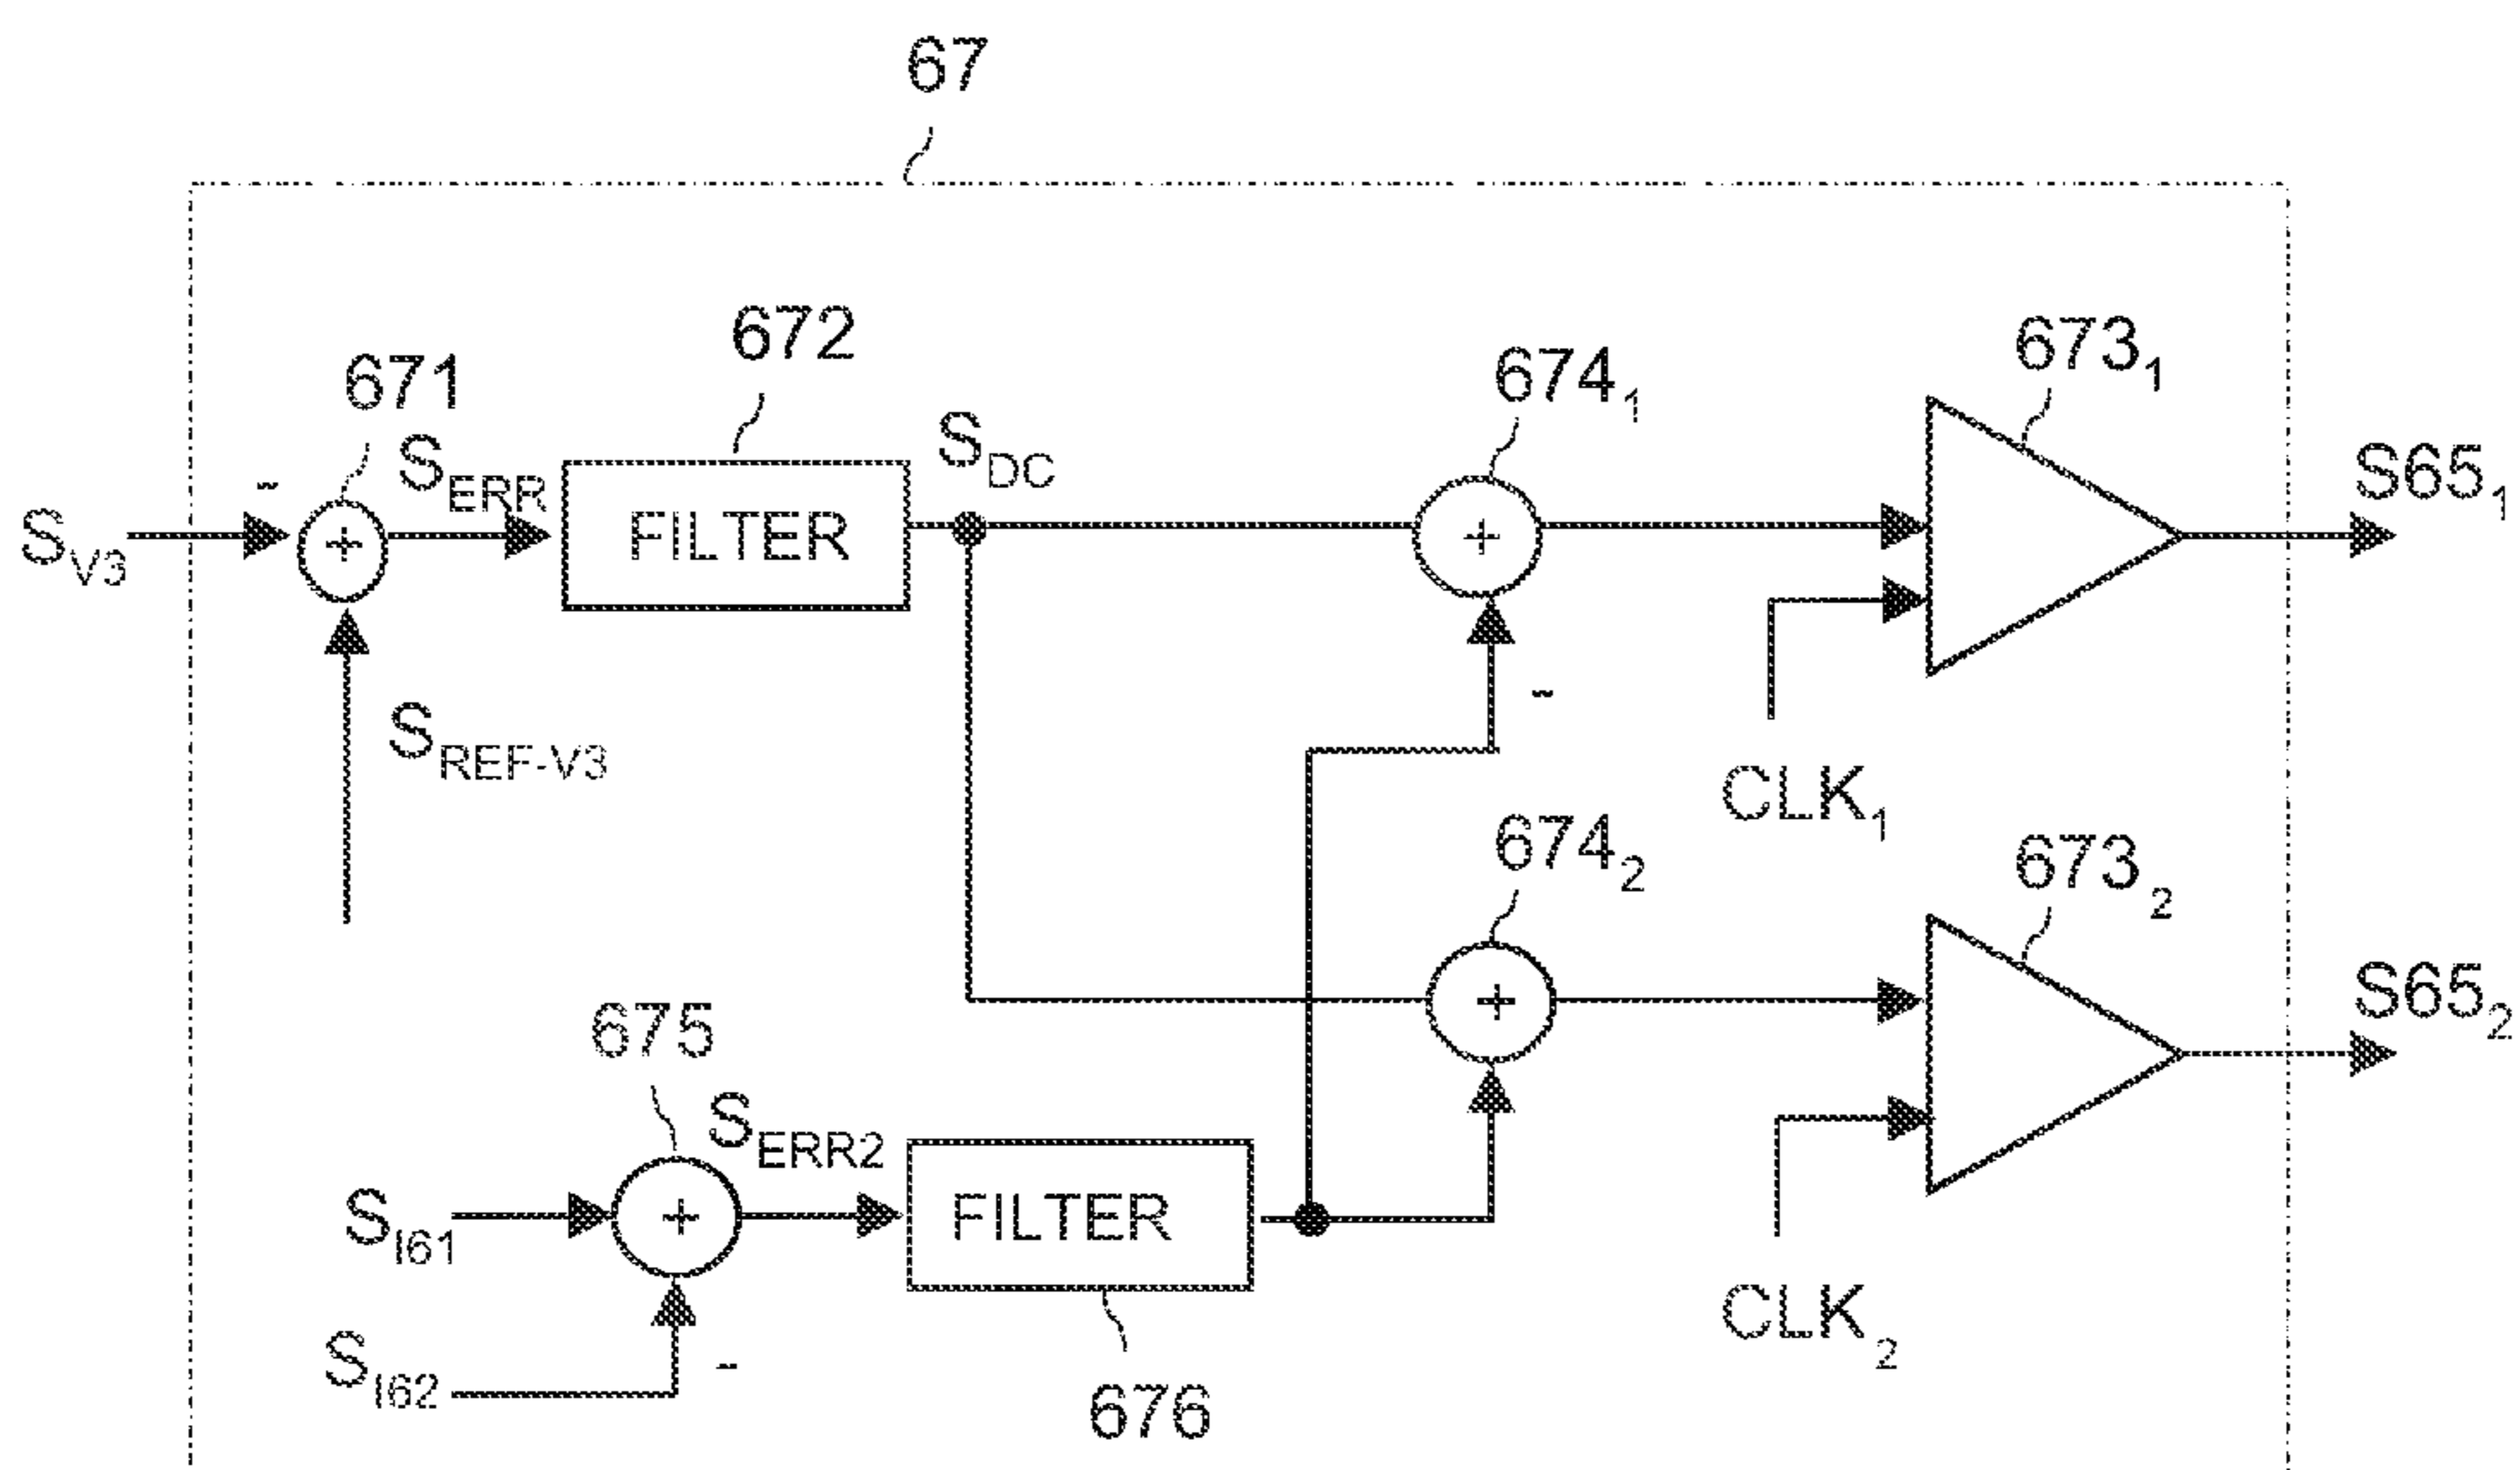 67
672
671
674₁
673₁
S_ERR
S_DC
S65₁
-
S_V3
+
FILTER
+
S_REF-V3
-
CLK₁
674₂
673₂
+
S65₂
675
S_ERR2
S_I61
+
FILTER
CLK₂
S_I62
-
676